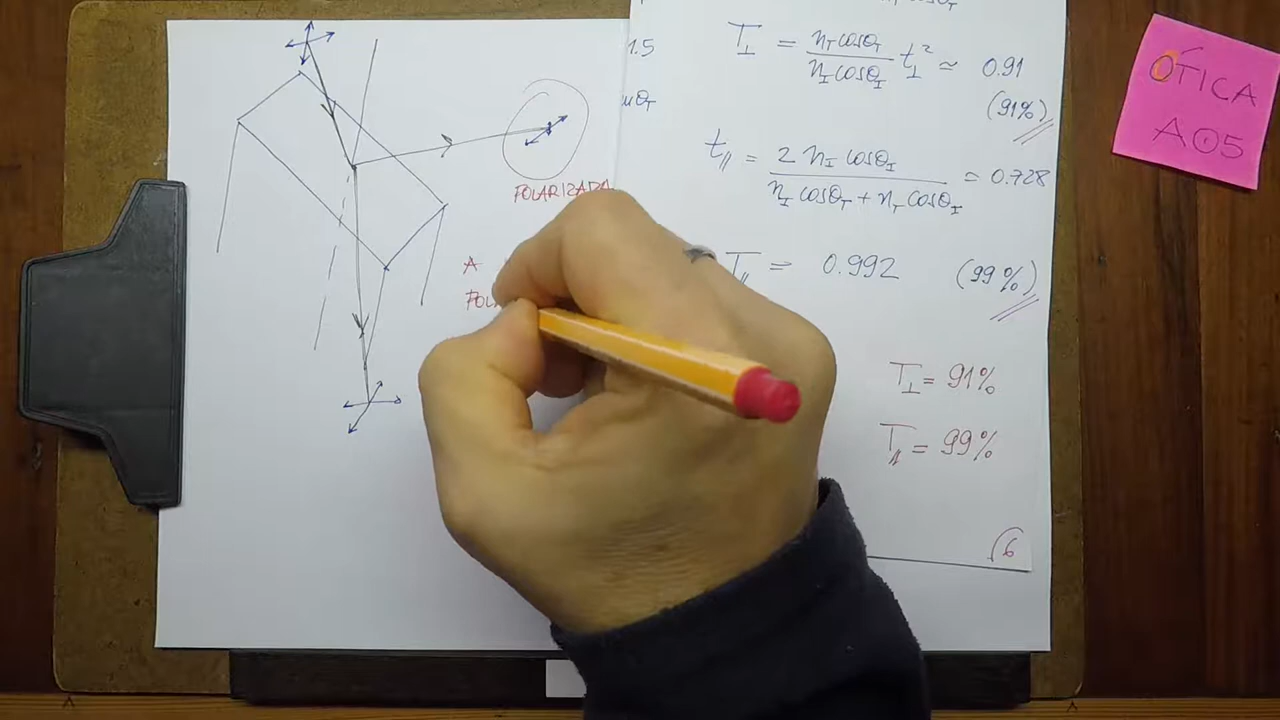 POLARIZADA
A
1.5
T⊥ = n_T cosθ_T / n_I cosθ_I t⊥² ≃ 0.91
(91%)
t∥ = 2 n_I cosθ_I / n_I cosθ_T + n_T cosθ_I = 0.728
T∥ = 0.992 (99%)
T⊥ = 91%
T∥ = 99%
6
ÓTICA
A05